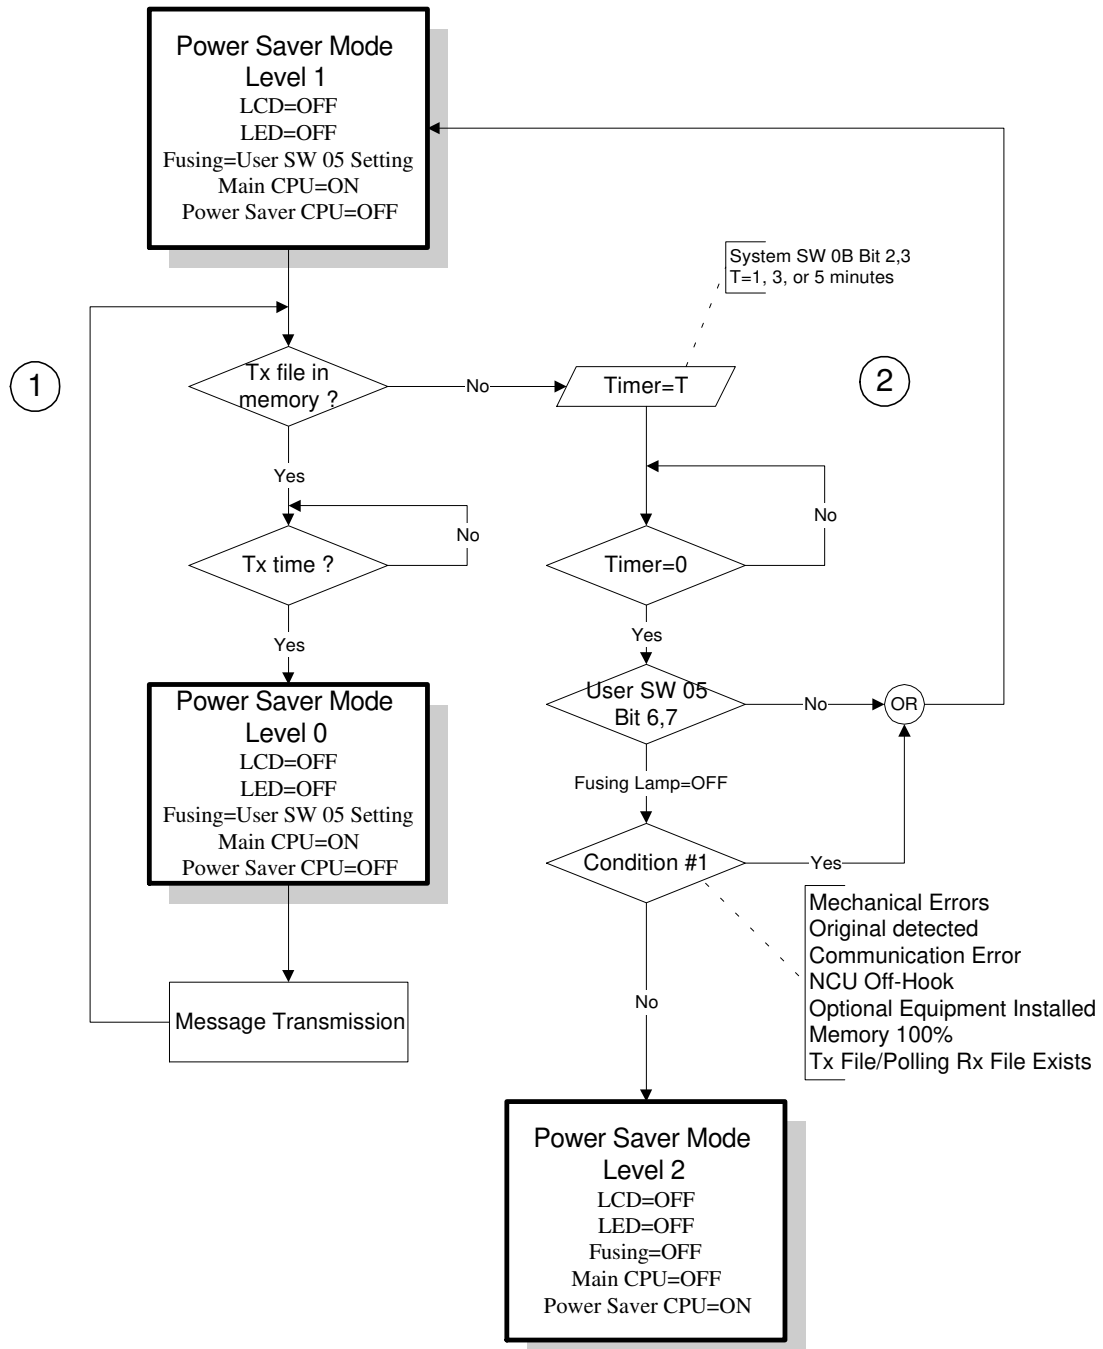 Power Saver Mode
Level 1
LCD=OFF
LED=OFF
Fusing=User SW 05 Setting
Main CPU=ON
Power Saver CPU=OFF
System SW 0B Bit 2,3
T=1, 3, or 5 minutes
1
Tx file in
memory ?
No
Timer=T
2
Yes
No
No
Tx time ?
Timer=0
Yes
Yes
Power Saver Mode
Level 0
LCD=OFF
LED=OFF
Fusing=User SW 05 Setting
Main CPU=ON
Power Saver CPU=OFF
User SW 05
Bit 6,7
No
OR
Fusing Lamp=OFF
Condition #1
Yes
Mechanical Errors
Original detected
Communication Error
NCU Off-Hook
Optional Equipment Installed
Memory 100%
Tx File/Polling Rx File Exists
No
Message Transmission
Power Saver Mode
Level 2
LCD=OFF
LED=OFF
Fusing=OFF
Main CPU=OFF
Power Saver CPU=ON